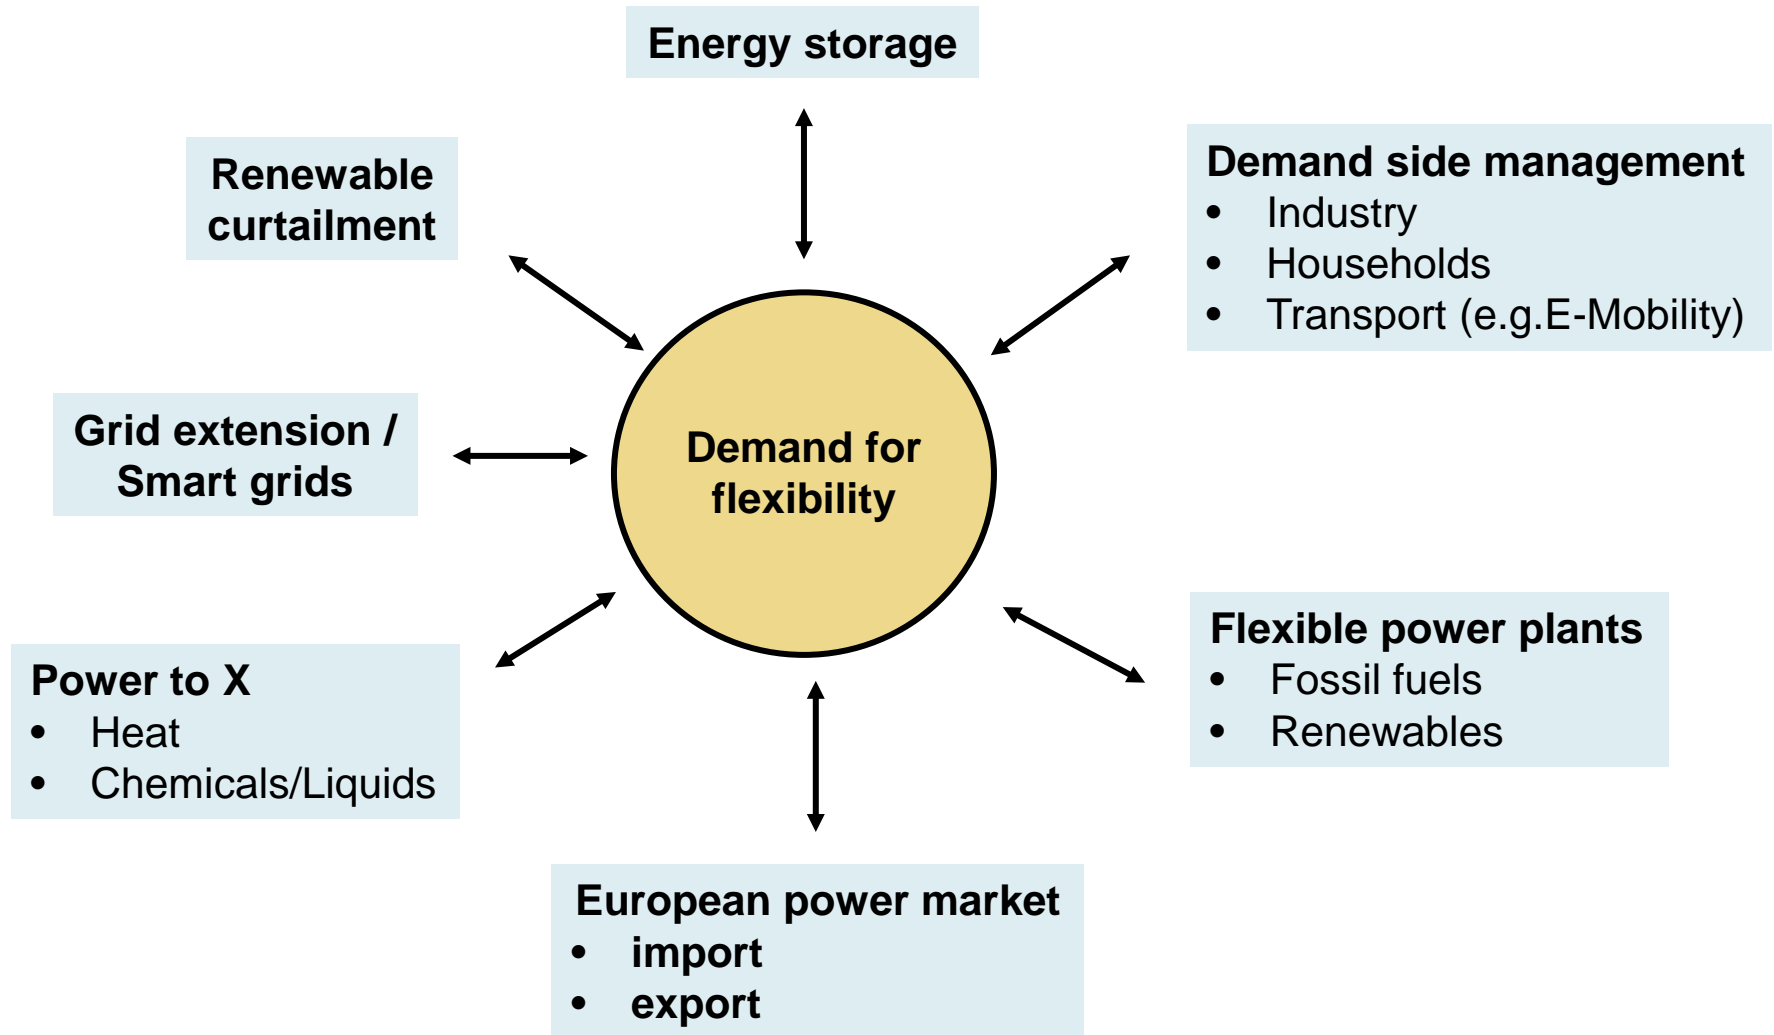 Energy storage
Demand side management
• Industry
• Households
• Transport (e.g.E-Mobility)
Renewable
curtailment
Grid extension /
Smart grids
Demand for
flexibility
Flexible power plants
• Fossil fuels
• Renewables
Power to X
• Heat
• Chemicals/Liquids
European power market
• import
• export